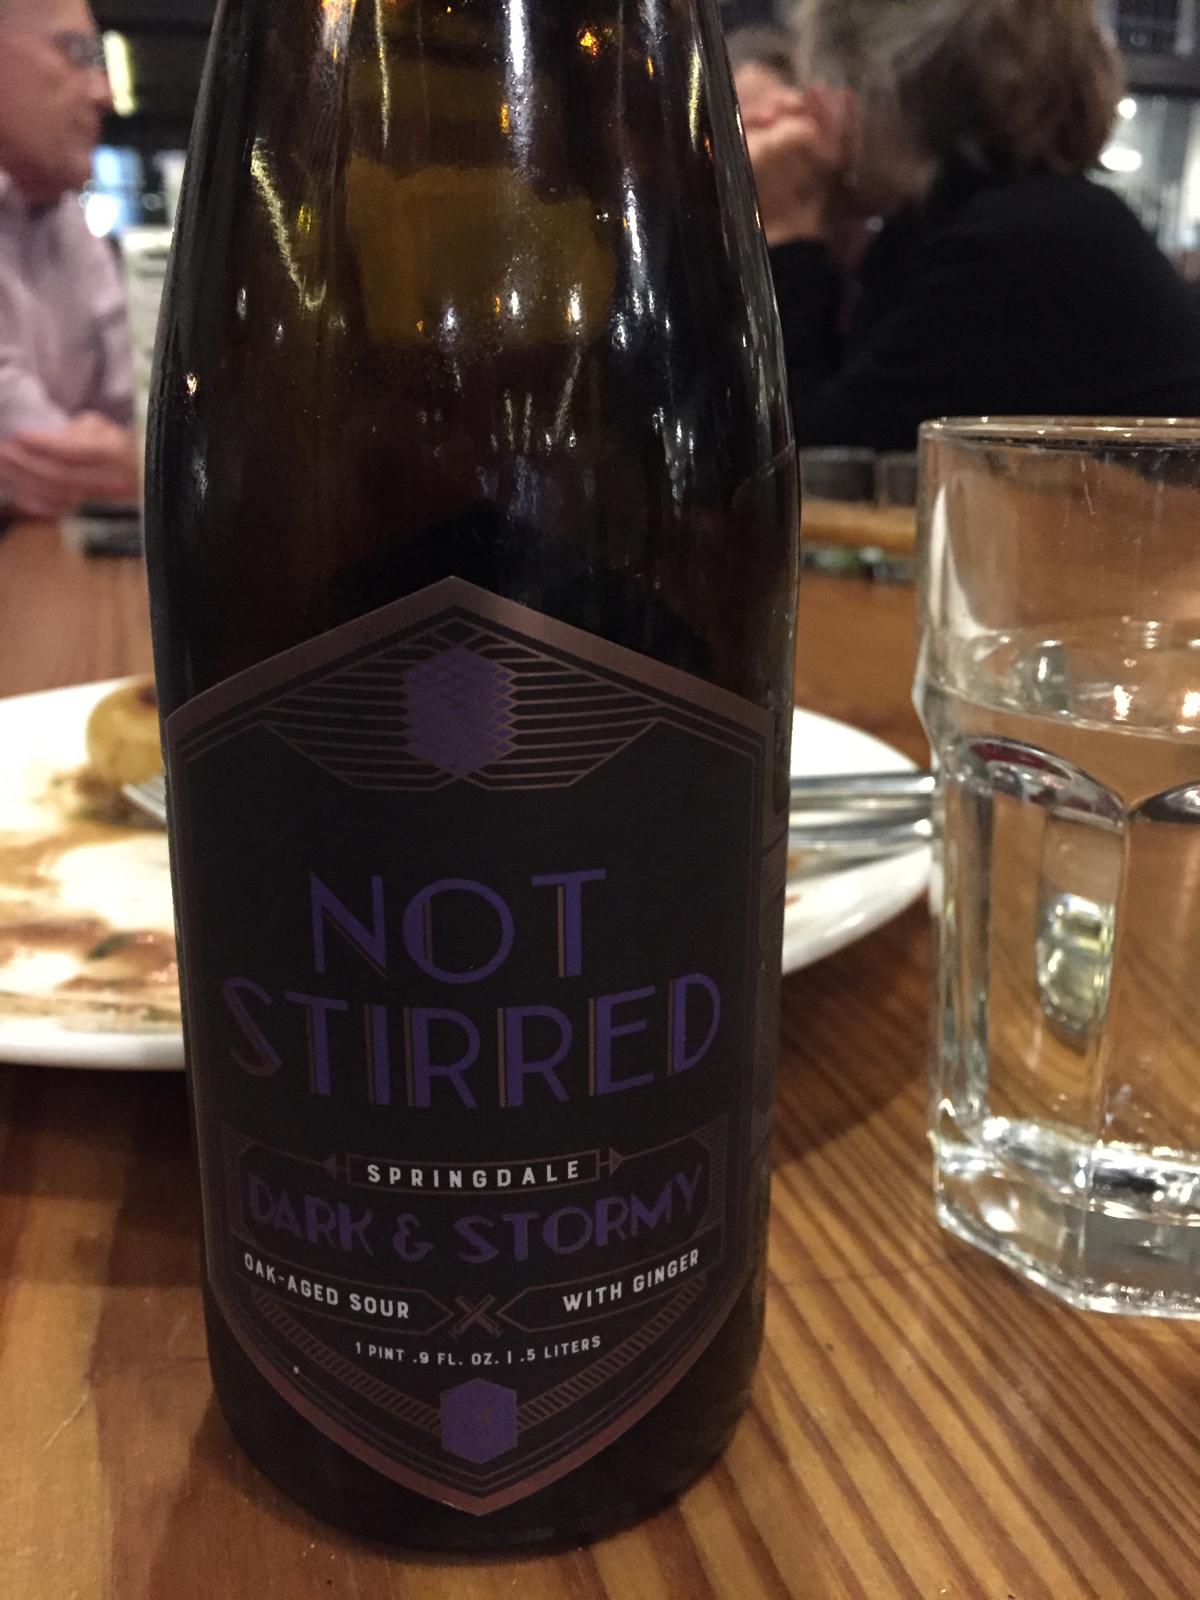 NOT
STIRRED
SPRINGDALE
DARK & STORMY
OAK-AGED SOUR WITH GINGER
1 PINT .9 FL. OZ. | .5 LITERS